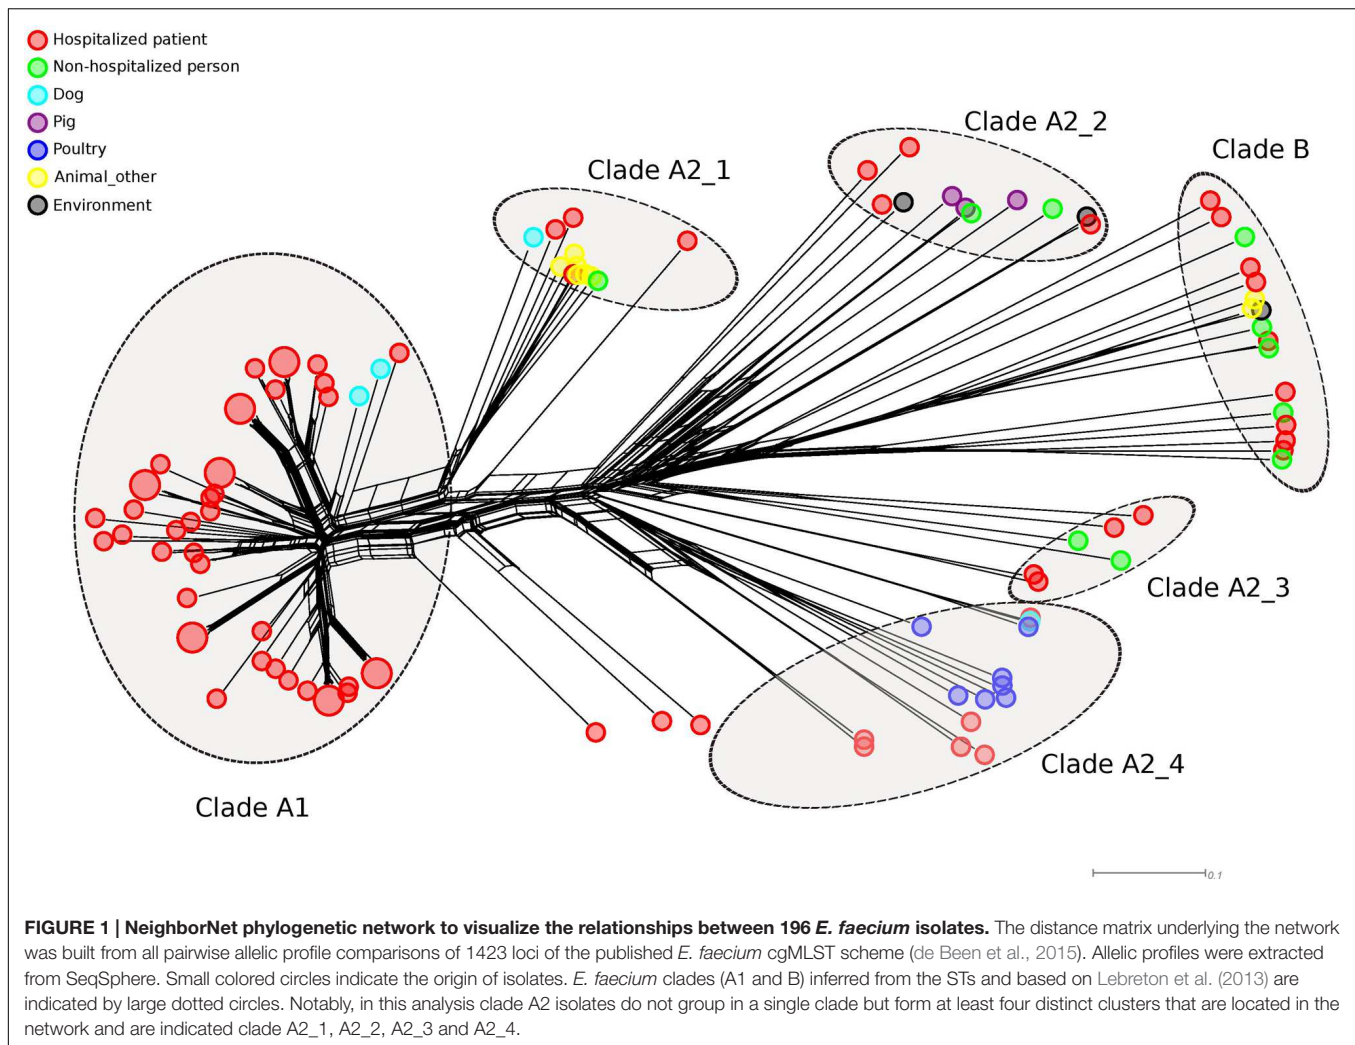 Hospitalized patient
Non-hospitalized person
Dog
Pig
Poultry
Animal_other
Environment
Clade A2_1
Clade A2_2
Clade B
Clade A2_3
Clade A2_4
Clade A1
0.1
FIGURE 1 | NeighborNet phylogenetic network to visualize the relationships between 196 E. faecium isolates. The distance matrix underlying the network
was built from all pairwise allelic profile comparisons of 1423 loci of the published E. faecium cgMLST scheme (de Been et al., 2015). Allelic profiles were extracted
from SeqSphere. Small colored circles indicate the origin of isolates. E. faecium clades (A1 and B) inferred from the STs and based on Lebreton et al. (2013) are
indicated by large dotted circles. Notably, in this analysis clade A2 isolates do not group in a single clade but form at least four distinct clusters that are located in the
network and are indicated clade A2_1, A2_2, A2_3 and A2_4.